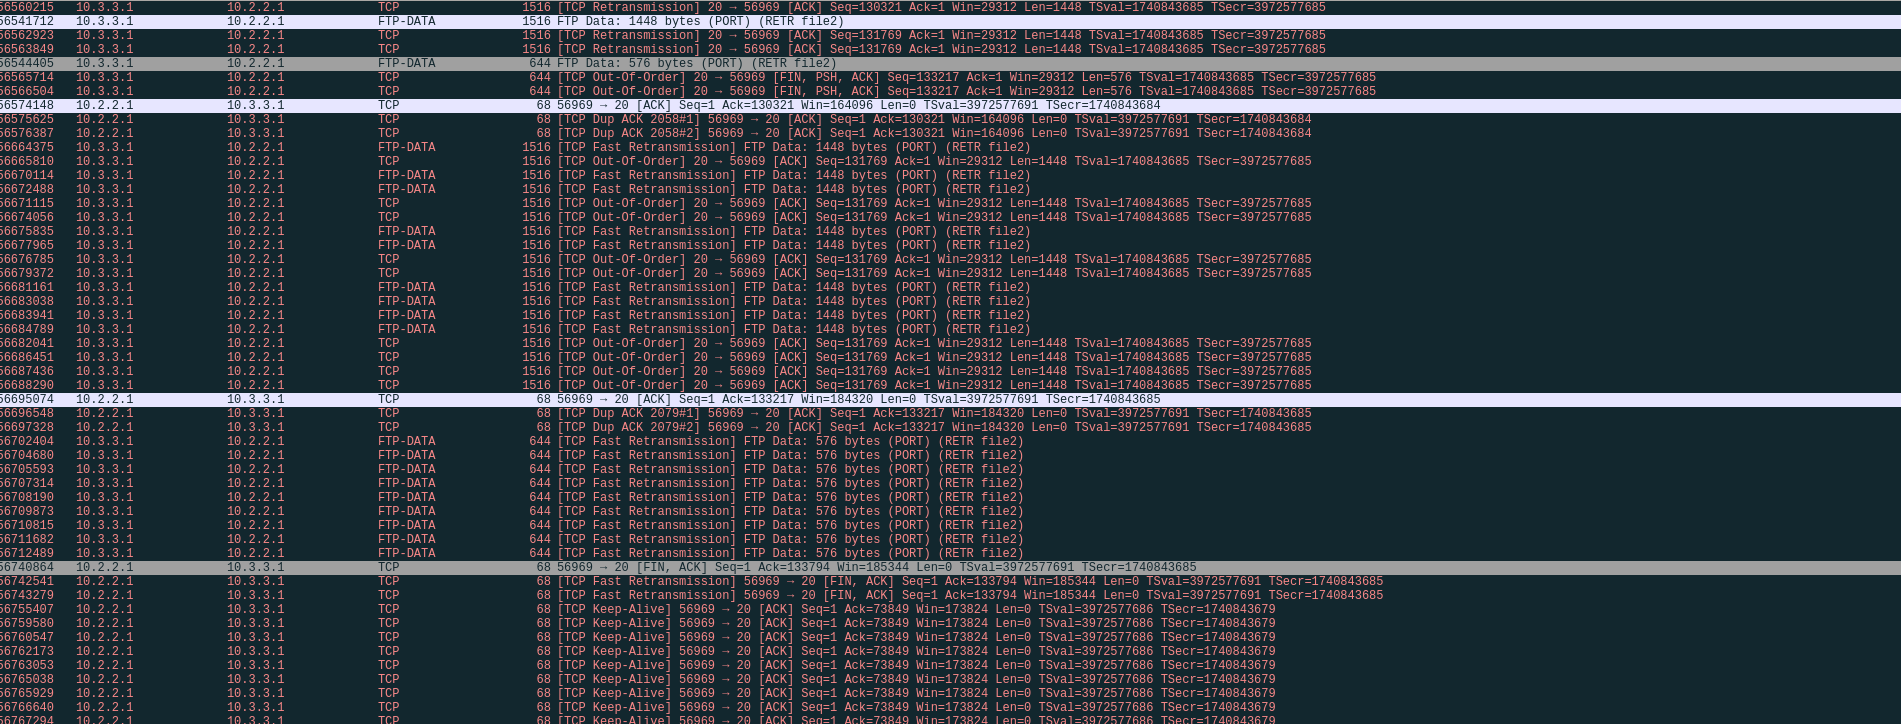 56560215 10.3.3.1 10.2.2.1 TCP 1516 [TCP Retransmission] 20 → 56969 [ACK] Seq=130321 Ack=1 Win=29312 Len=1448 TSval=1740843685 TSecr=3972577685
56541712 10.3.3.1 10.2.2.1 FTP-DATA 1516 FTP Data: 1448 bytes (PORT) (RETR file2)
56562923 10.3.3.1 10.2.2.1 TCP 1516 [TCP Retransmission] 20 → 56969 [ACK] Seq=131769 Ack=1 Win=29312 Len=1448 TSval=1740843685 TSecr=3972577685
56563849 10.3.3.1 10.2.2.1 TCP 1516 [TCP Retransmission] 20 → 56969 [ACK] Seq=131769 Ack=1 Win=29312 Len=1448 TSval=1740843685 TSecr=3972577685
56544405 10.3.3.1 10.2.2.1 FTP-DATA 644 FTP Data: 576 bytes (PORT) (RETR file2)
56565714 10.3.3.1 10.2.2.1 TCP 644 [TCP Out-Of-Order] 20 → 56969 [FIN, PSH, ACK] Seq=133217 Ack=1 Win=29312 Len=576 TSval=1740843685 TSecr=3972577685
56566504 10.3.3.1 10.2.2.1 TCP 644 [TCP Out-Of-Order] 20 → 56969 [FIN, PSH, ACK] Seq=133217 Ack=1 Win=29312 Len=576 TSval=1740843685 TSecr=3972577685
56574148 10.2.2.1 10.3.3.1 TCP 68 56969 → 20 [ACK] Seq=1 Ack=130321 Win=164096 Len=0 TSval=3972577691 TSecr=1740843684
56575625 10.2.2.1 10.3.3.1 TCP 68 [TCP Dup ACK 2058#1] 56969 → 20 [ACK] Seq=1 Ack=130321 Win=164096 Len=0 TSval=3972577691 TSecr=1740843684
56576387 10.2.2.1 10.3.3.1 TCP 68 [TCP Dup ACK 2058#2] 56969 → 20 [ACK] Seq=1 Ack=130321 Win=164096 Len=0 TSval=3972577691 TSecr=1740843684
56664375 10.3.3.1 10.2.2.1 FTP-DATA 1516 [TCP Fast Retransmission] FTP Data: 1448 bytes (PORT) (RETR file2)
56665810 10.3.3.1 10.2.2.1 TCP 1516 [TCP Out-Of-Order] 20 → 56969 [ACK] Seq=131769 Ack=1 Win=29312 Len=1448 TSval=1740843685 TSecr=3972577685
56670114 10.3.3.1 10.2.2.1 FTP-DATA 1516 [TCP Fast Retransmission] FTP Data: 1448 bytes (PORT) (RETR file2)
56672488 10.3.3.1 10.2.2.1 FTP-DATA 1516 [TCP Fast Retransmission] FTP Data: 1448 bytes (PORT) (RETR file2)
56671115 10.3.3.1 10.2.2.1 TCP 1516 [TCP Out-Of-Order] 20 → 56969 [ACK] Seq=131769 Ack=1 Win=29312 Len=1448 TSval=1740843685 TSecr=3972577685
56674056 10.3.3.1 10.2.2.1 TCP 1516 [TCP Out-Of-Order] 20 → 56969 [ACK] Seq=131769 Ack=1 Win=29312 Len=1448 TSval=1740843685 TSecr=3972577685
56675835 10.3.3.1 10.2.2.1 FTP-DATA 1516 [TCP Fast Retransmission] FTP Data: 1448 bytes (PORT) (RETR file2)
56677965 10.3.3.1 10.2.2.1 FTP-DATA 1516 [TCP Fast Retransmission] FTP Data: 1448 bytes (PORT) (RETR file2)
56676785 10.3.3.1 10.2.2.1 TCP 1516 [TCP Out-Of-Order] 20 → 56969 [ACK] Seq=131769 Ack=1 Win=29312 Len=1448 TSval=1740843685 TSecr=3972577685
56679372 10.3.3.1 10.2.2.1 TCP 1516 [TCP Out-Of-Order] 20 → 56969 [ACK] Seq=131769 Ack=1 Win=29312 Len=1448 TSval=1740843685 TSecr=3972577685
56681161 10.3.3.1 10.2.2.1 FTP-DATA 1516 [TCP Fast Retransmission] FTP Data: 1448 bytes (PORT) (RETR file2)
56683038 10.3.3.1 10.2.2.1 FTP-DATA 1516 [TCP Fast Retransmission] FTP Data: 1448 bytes (PORT) (RETR file2)
56683941 10.3.3.1 10.2.2.1 FTP-DATA 1516 [TCP Fast Retransmission] FTP Data: 1448 bytes (PORT) (RETR file2)
56684789 10.3.3.1 10.2.2.1 FTP-DATA 1516 [TCP Fast Retransmission] FTP Data: 1448 bytes (PORT) (RETR file2)
56682041 10.3.3.1 10.2.2.1 TCP 1516 [TCP Out-Of-Order] 20 → 56969 [ACK] Seq=131769 Ack=1 Win=29312 Len=1448 TSval=1740843685 TSecr=3972577685
56686451 10.3.3.1 10.2.2.1 TCP 1516 [TCP Out-Of-Order] 20 → 56969 [ACK] Seq=131769 Ack=1 Win=29312 Len=1448 TSval=1740843685 TSecr=3972577685
56687436 10.3.3.1 10.2.2.1 TCP 1516 [TCP Out-Of-Order] 20 → 56969 [ACK] Seq=131769 Ack=1 Win=29312 Len=1448 TSval=1740843685 TSecr=3972577685
56688290 10.3.3.1 10.2.2.1 TCP 1516 [TCP Out-Of-Order] 20 → 56969 [ACK] Seq=131769 Ack=1 Win=29312 Len=1448 TSval=1740843685 TSecr=3972577685
56695074 10.2.2.1 10.3.3.1 TCP 68 56969 → 20 [ACK] Seq=1 Ack=133217 Win=184320 Len=0 TSval=3972577691 TSecr=1740843685
56696548 10.2.2.1 10.3.3.1 TCP 68 [TCP Dup ACK 2079#1] 56969 → 20 [ACK] Seq=1 Ack=133217 Win=184320 Len=0 TSval=3972577691 TSecr=1740843685
56697328 10.2.2.1 10.3.3.1 TCP 68 [TCP Dup ACK 2079#2] 56969 → 20 [ACK] Seq=1 Ack=133217 Win=184320 Len=0 TSval=3972577691 TSecr=1740843685
56702404 10.3.3.1 10.2.2.1 FTP-DATA 644 [TCP Fast Retransmission] FTP Data: 576 bytes (PORT) (RETR file2)
56704680 10.3.3.1 10.2.2.1 FTP-DATA 644 [TCP Fast Retransmission] FTP Data: 576 bytes (PORT) (RETR file2)
56705593 10.3.3.1 10.2.2.1 FTP-DATA 644 [TCP Fast Retransmission] FTP Data: 576 bytes (PORT) (RETR file2)
56707314 10.3.3.1 10.2.2.1 FTP-DATA 644 [TCP Fast Retransmission] FTP Data: 576 bytes (PORT) (RETR file2)
56708190 10.3.3.1 10.2.2.1 FTP-DATA 644 [TCP Fast Retransmission] FTP Data: 576 bytes (PORT) (RETR file2)
56709873 10.3.3.1 10.2.2.1 FTP-DATA 644 [TCP Fast Retransmission] FTP Data: 576 bytes (PORT) (RETR file2)
56710815 10.3.3.1 10.2.2.1 FTP-DATA 644 [TCP Fast Retransmission] FTP Data: 576 bytes (PORT) (RETR file2)
56711682 10.3.3.1 10.2.2.1 FTP-DATA 644 [TCP Fast Retransmission] FTP Data: 576 bytes (PORT) (RETR file2)
56712489 10.3.3.1 10.2.2.1 FTP-DATA 644 [TCP Fast Retransmission] FTP Data: 576 bytes (PORT) (RETR file2)
56740864 10.2.2.1 10.3.3.1 TCP 68 56969 → 20 [FIN, ACK] Seq=1 Ack=133794 Win=185344 Len=0 TSval=3972577691 TSecr=1740843685
56742541 10.2.2.1 10.3.3.1 TCP 68 [TCP Fast Retransmission] 56969 → 20 [FIN, ACK] Seq=1 Ack=133794 Win=185344 Len=0 TSval=3972577691 TSecr=1740843685
56743279 10.2.2.1 10.3.3.1 TCP 68 [TCP Fast Retransmission] 56969 → 20 [FIN, ACK] Seq=1 Ack=133794 Win=185344 Len=0 TSval=3972577691 TSecr=1740843685
56755407 10.2.2.1 10.3.3.1 TCP 68 [TCP Keep-Alive] 56969 → 20 [ACK] Seq=1 Ack=73849 Win=173824 Len=0 TSval=3972577686 TSecr=1740843679
56759580 10.2.2.1 10.3.3.1 TCP 68 [TCP Keep-Alive] 56969 → 20 [ACK] Seq=1 Ack=73849 Win=173824 Len=0 TSval=3972577686 TSecr=1740843679
56760547 10.2.2.1 10.3.3.1 TCP 68 [TCP Keep-Alive] 56969 → 20 [ACK] Seq=1 Ack=73849 Win=173824 Len=0 TSval=3972577686 TSecr=1740843679
56762173 10.2.2.1 10.3.3.1 TCP 68 [TCP Keep-Alive] 56969 → 20 [ACK] Seq=1 Ack=73849 Win=173824 Len=0 TSval=3972577686 TSecr=1740843679
56763053 10.2.2.1 10.3.3.1 TCP 68 [TCP Keep-Alive] 56969 → 20 [ACK] Seq=1 Ack=73849 Win=173824 Len=0 TSval=3972577686 TSecr=1740843679
56765038 10.2.2.1 10.3.3.1 TCP 68 [TCP Keep-Alive] 56969 → 20 [ACK] Seq=1 Ack=73849 Win=173824 Len=0 TSval=3972577686 TSecr=1740843679
56765929 10.2.2.1 10.3.3.1 TCP 68 [TCP Keep-Alive] 56969 → 20 [ACK] Seq=1 Ack=73849 Win=173824 Len=0 TSval=3972577686 TSecr=1740843679
56766640 10.2.2.1 10.3.3.1 TCP 68 [TCP Keep-Alive] 56969 → 20 [ACK] Seq=1 Ack=73849 Win=173824 Len=0 TSval=3972577686 TSecr=1740843679
56767294 10.2.2.1 10.3.3.1 TCP 68 [TCP Keep-Alive] 56969 → 20 [ACK] Seq=1 Ack=73849 Win=173824 Len=0 TSval=3972577686 TSecr=1740843679